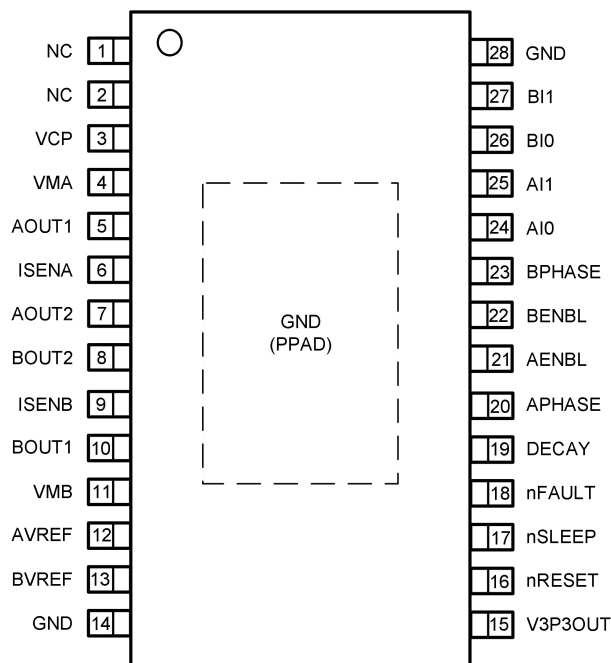 NC 1 28 GND
NC 2 27 BI1
VCP 3 26 BI0
VMA 4 25 AI1
AOUT1 5 24 AI0
ISENA 6 23 BPHASE
AOUT2 7 22 BENBL
BOUT2 8 21 AENBL
ISENB 9 20 APHASE
BOUT1 10 19 DECAY
VMB 11 18 nFAULT
AVREF 12 17 nSLEEP
BVREF 13 16 nRESET
GND 14 15 V3P3OUT
GND
(PPAD)